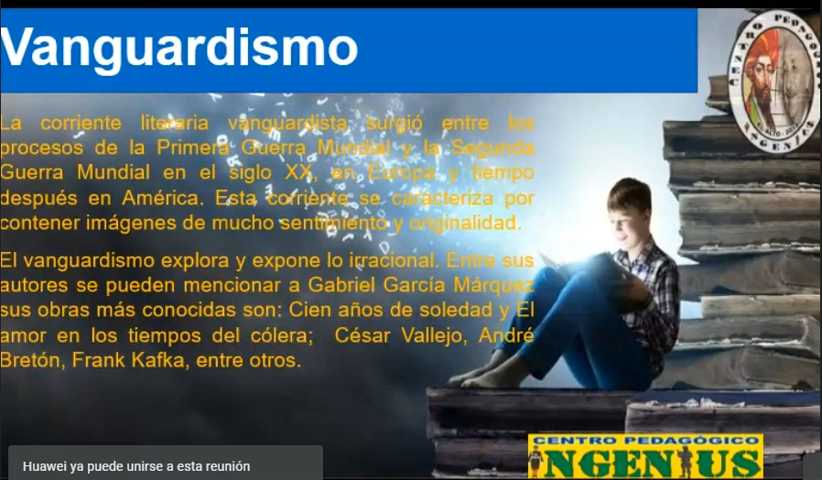 Vanguardismo
La corriente literaria vanguardista surgió entre los
procesos de la Primera Guerra Mundial y la Segunda
Guerra Mundial en el siglo XX, en Europa y tiempo
después en América. Esta corriente se caracteriza por
contener imágenes de mucho sentimiento y originalidad.
El vanguardismo explora y expone lo irracional. Entre sus
autores se pueden mencionar a Gabriel García Márquez
sus obras más conocidas son: Cien años de soledad y El
amor en los tiempos del cólera; César Vallejo, André
Bretón, Frank Kafka, entre otros.
CENTRO PEDAGÓGICO
INGENIUS
Huawei ya puede unirse a esta reunión